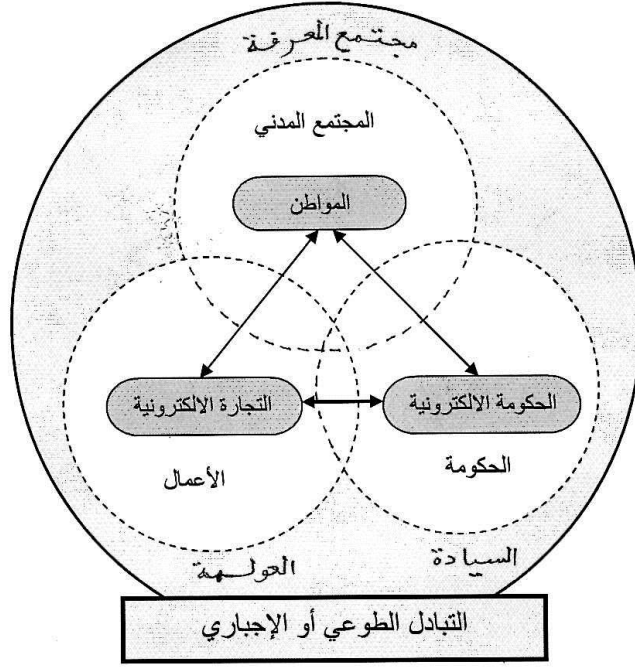 مجتمع المعرفة
المجتمع المدني
المواطن
الحكومة الالكترونية
التجارة الالكترونية
الحكومة
الأعمال
السيادة
العولمة
التبادل الطوعي أو الإجباري